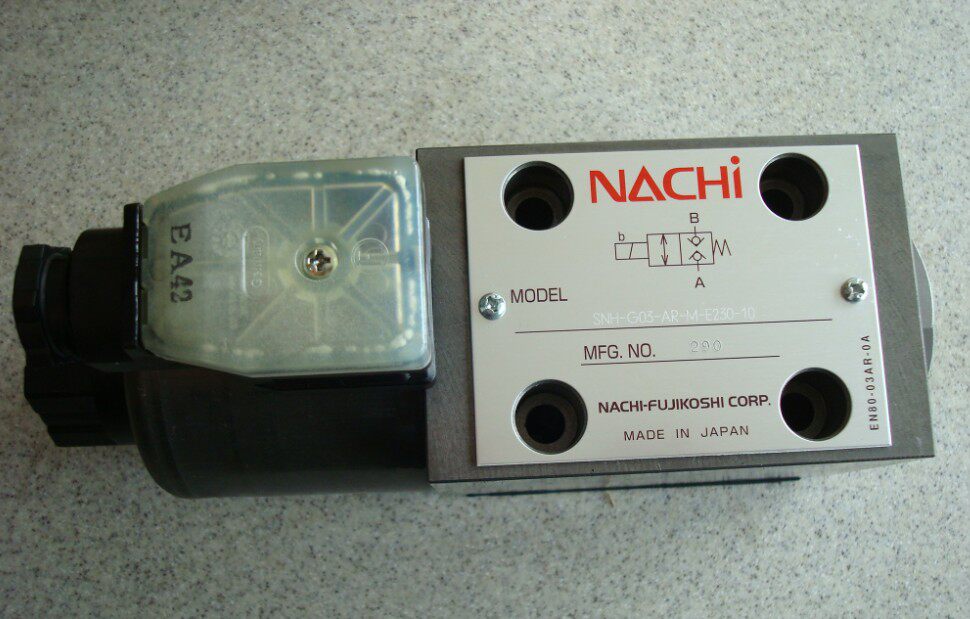 EA42
NACHi
B
b
A
MODEL
SNH-G03-AR-M-E230-10
MFG. NO. 290
NACHI-FUJIKOSHI CORP.
MADE IN JAPAN
EN80-03AR-0A